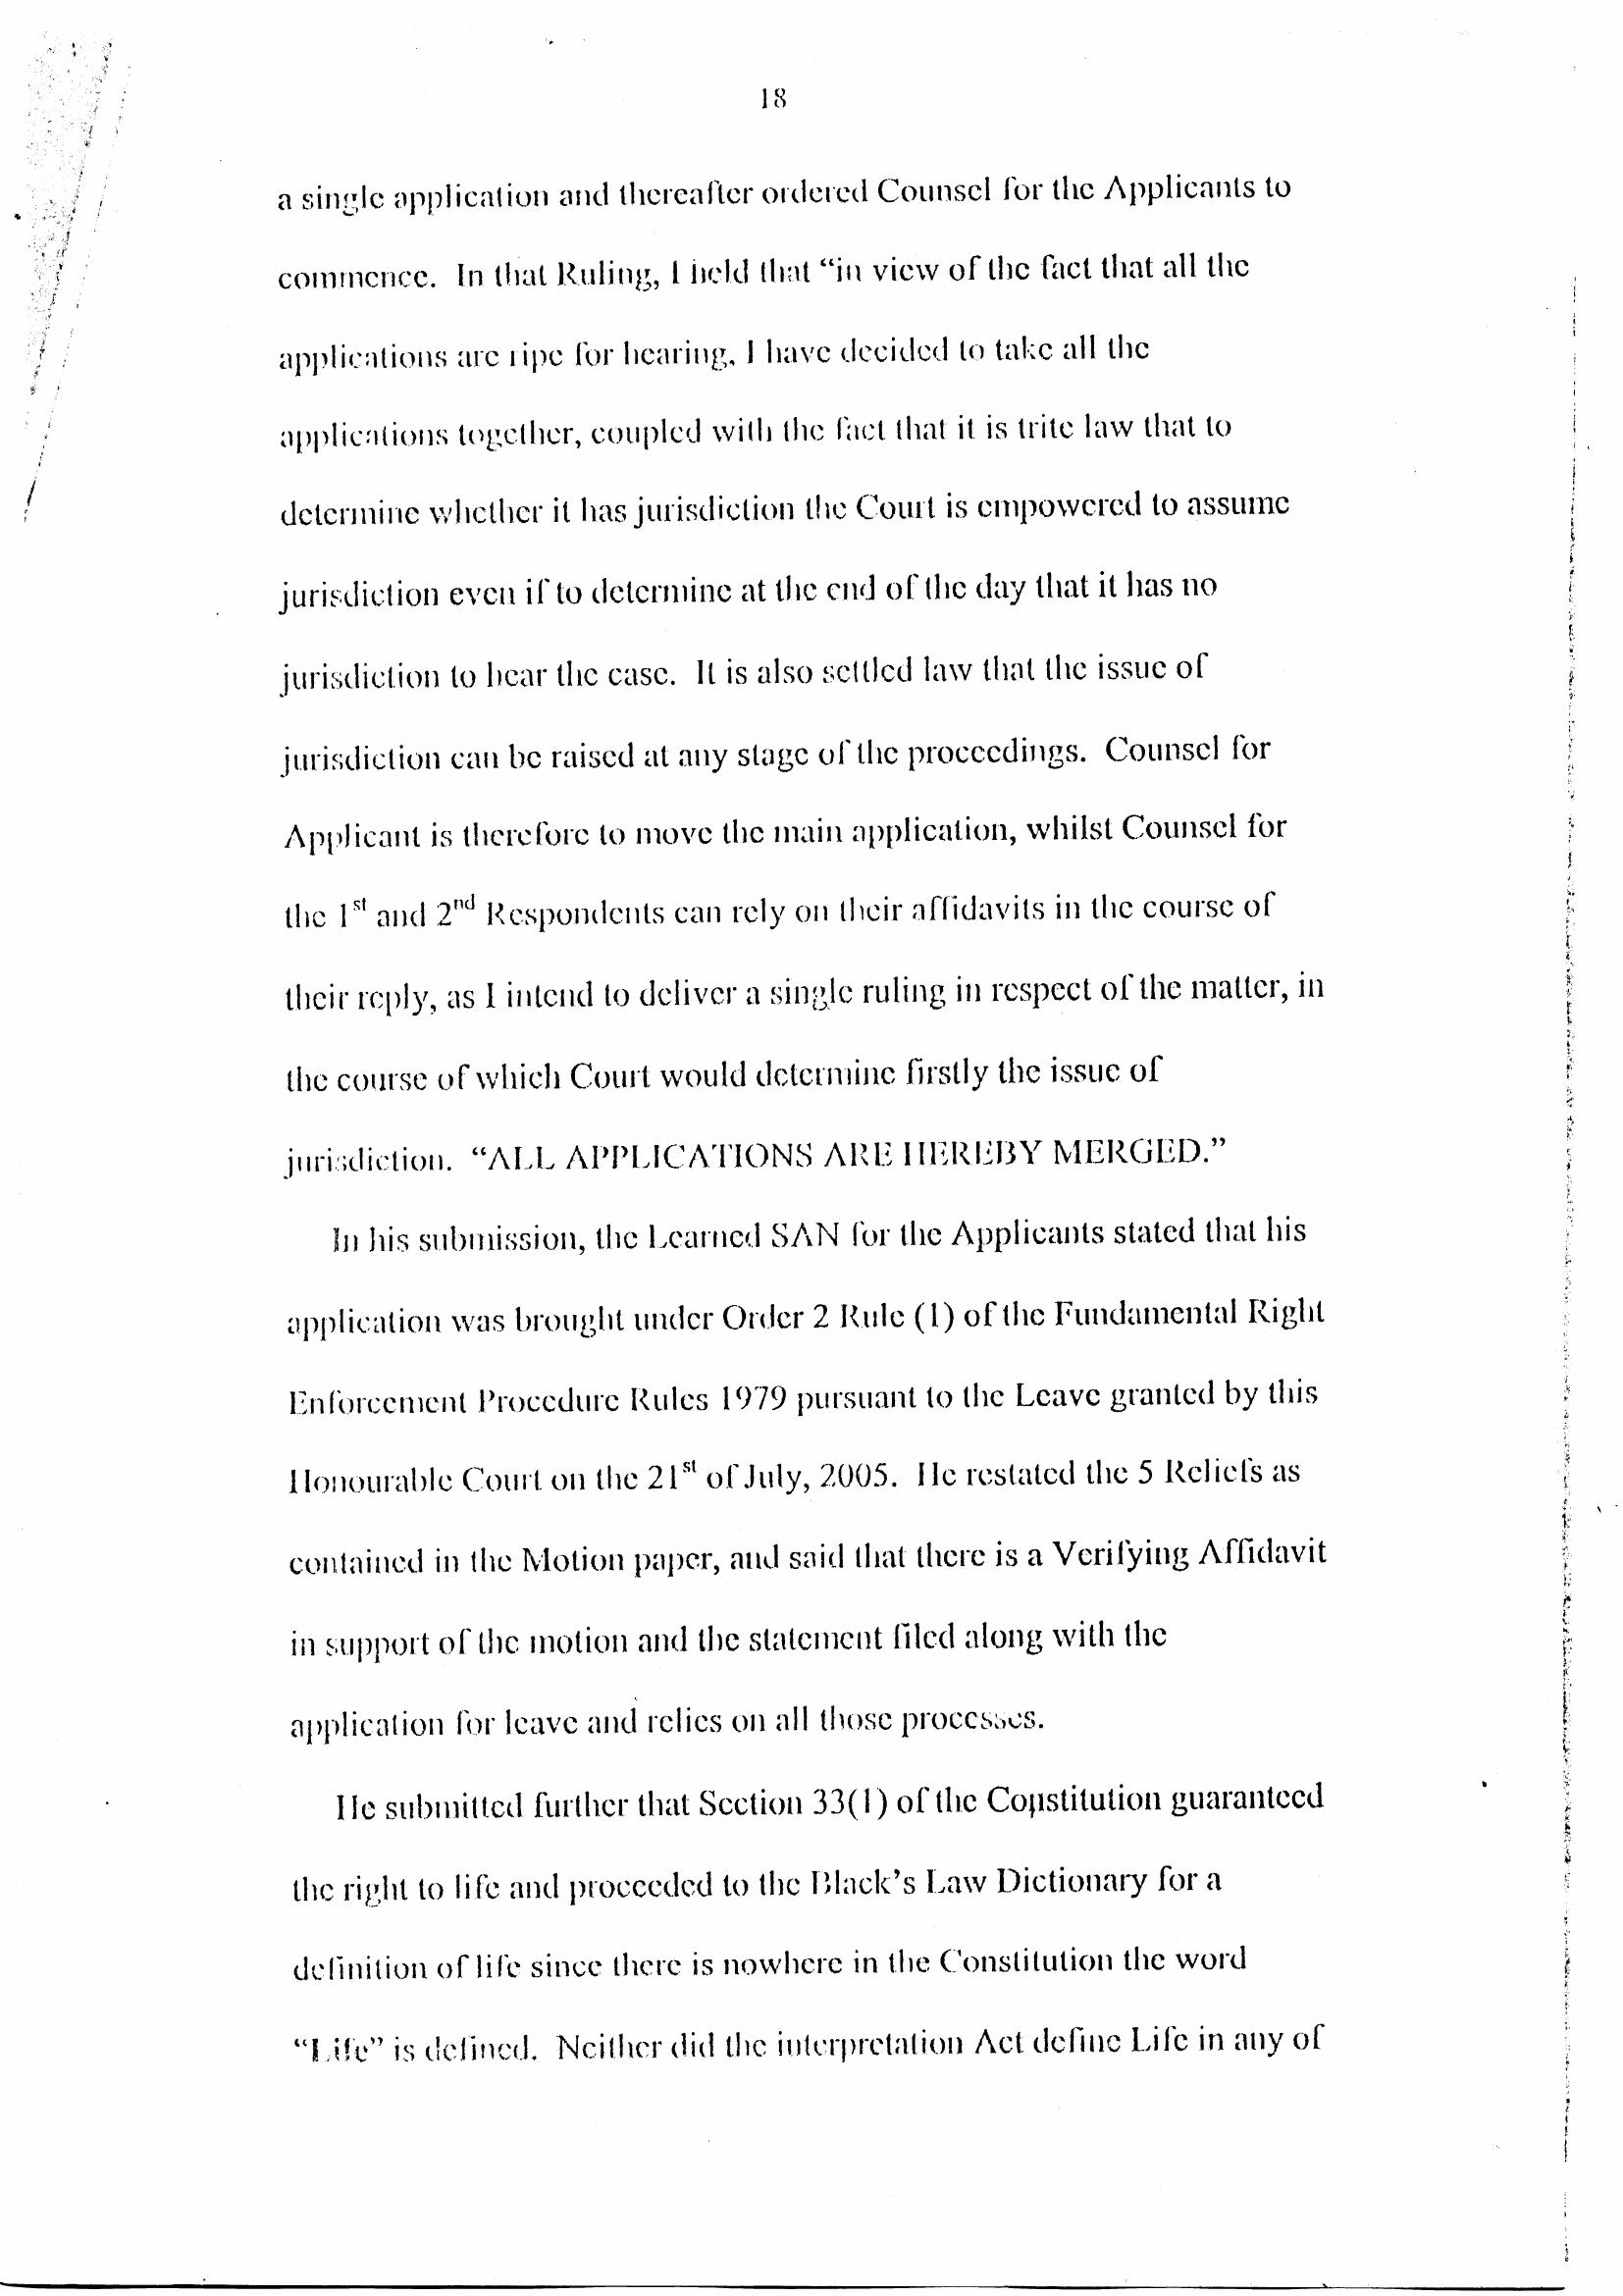 18
a single application and thereafter ordered Counsel for the Applicants to
commence. In that Ruling, I held that “in view of the fact that all the
applications are ripe for hearing, I have decided to take all the
applications together, coupled with the fact that it is trite law that to
determine whether it has jurisdiction the Court is empowered to assume
jurisdiction even if to determine at the end of the day that it has no
jurisdiction to hear the case. It is also settled law that the issue of
jurisdiction can be raised at any stage of the proceedings. Counsel for
Applicant is therefore to move the main application, whilst Counsel for
the 1st and 2nd Respondents can rely on their affidavits in the course of
their reply, as I intend to deliver a single ruling in respect of the matter, in
the course of which Court would determine firstly the issue of
jurisdiction. “ALL APPLICATIONS ARE HEREBY MERGED.”
In his submission, the Learned SAN for the Applicants stated that his
application was brought under Order 2 Rule (1) of the Fundamental Right
Enforcement Procedure Rules 1979 pursuant to the Leave granted by this
Honourable Court on the 21st of July, 2005. He restated the 5 Reliefs as
contained in the Motion paper, and said that there is a Verifying Affidavit
in support of the motion and the statement filed along with the
application for leave and relies on all those processes.
He submitted further that Section 33(1) of the Constitution guaranteed
the right to life and proceeded to the Black’s Law Dictionary for a
definition of life since there is nowhere in the Constitution the word
“Life” is defined. Neither did the interpretation Act define Life in any of